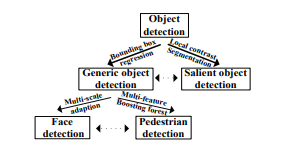 Object
detection
Bounding box
regression
Local contrast
Segmentation
Generic object
detection
Salient object
detection
Multi-scale
adaption
Multi-feature
Boosting forest
Face
detection
Pedestrian
detection